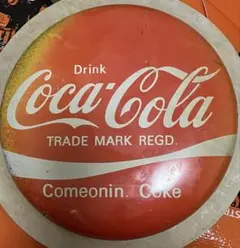 Drink
Coca-Cola
TRADE MARK REGD.
Comeonin. Coke